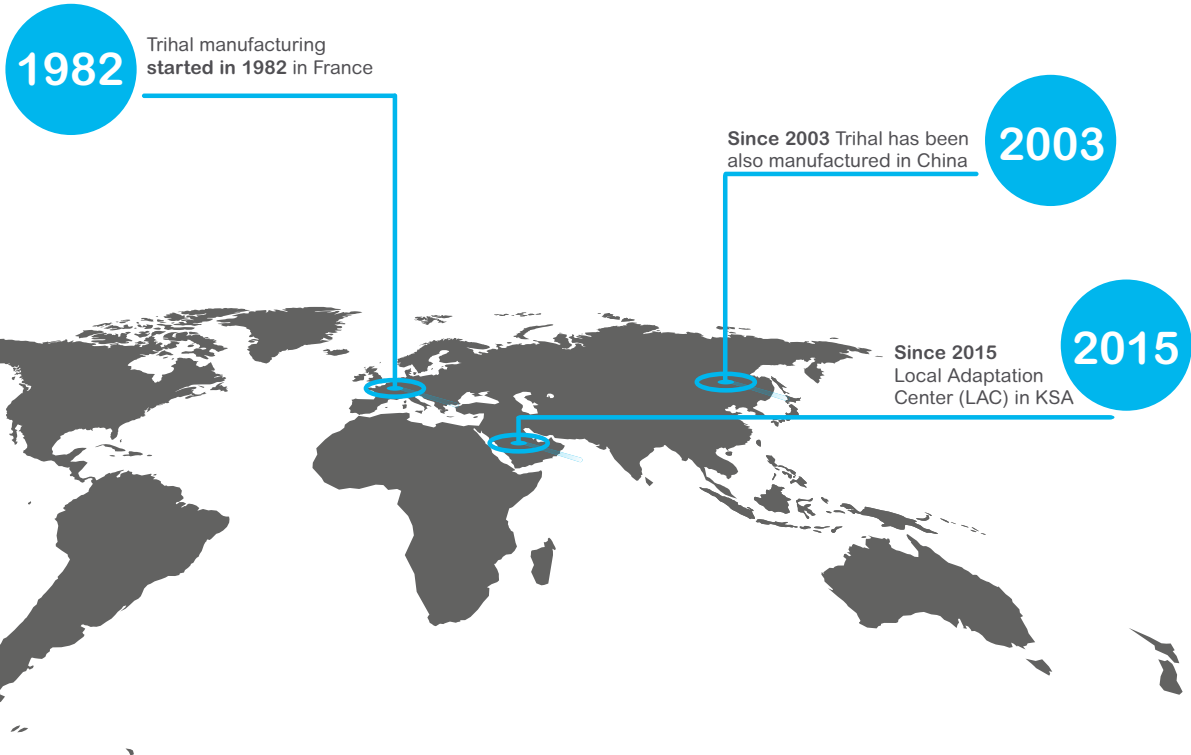 1982
Trihal manufacturing
started in 1982 in France
Since 2003 Trihal has been
also manufactured in China
2003
Since 2015
Local Adaptation
Center (LAC) in KSA
2015